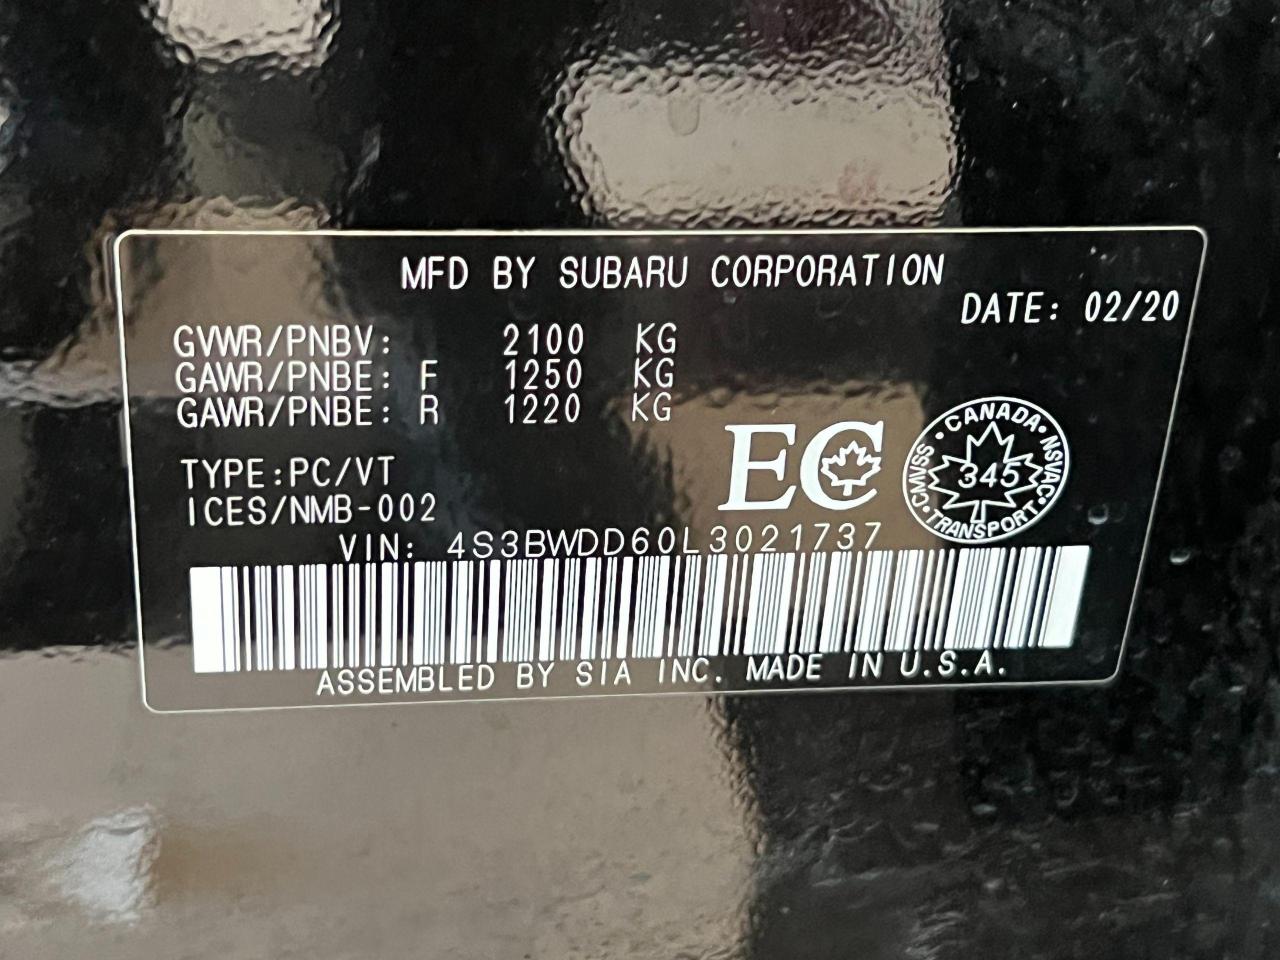 MFD BY SUBARU CORPORATION
DATE: 02/20
GVWR/PNBV: 2100 KG
GAWR/PNBE: F 1250 KG
GAWR/PNBE: R 1220 KG
TYPE:PC/VT
ICES/NMB-002
EC
CMVSS • CANADA • NSVAC • TRANSPORT •
345
VIN: 4S3BWDD60L3021737
ASSEMBLED BY SIA INC. MADE IN U.S.A.